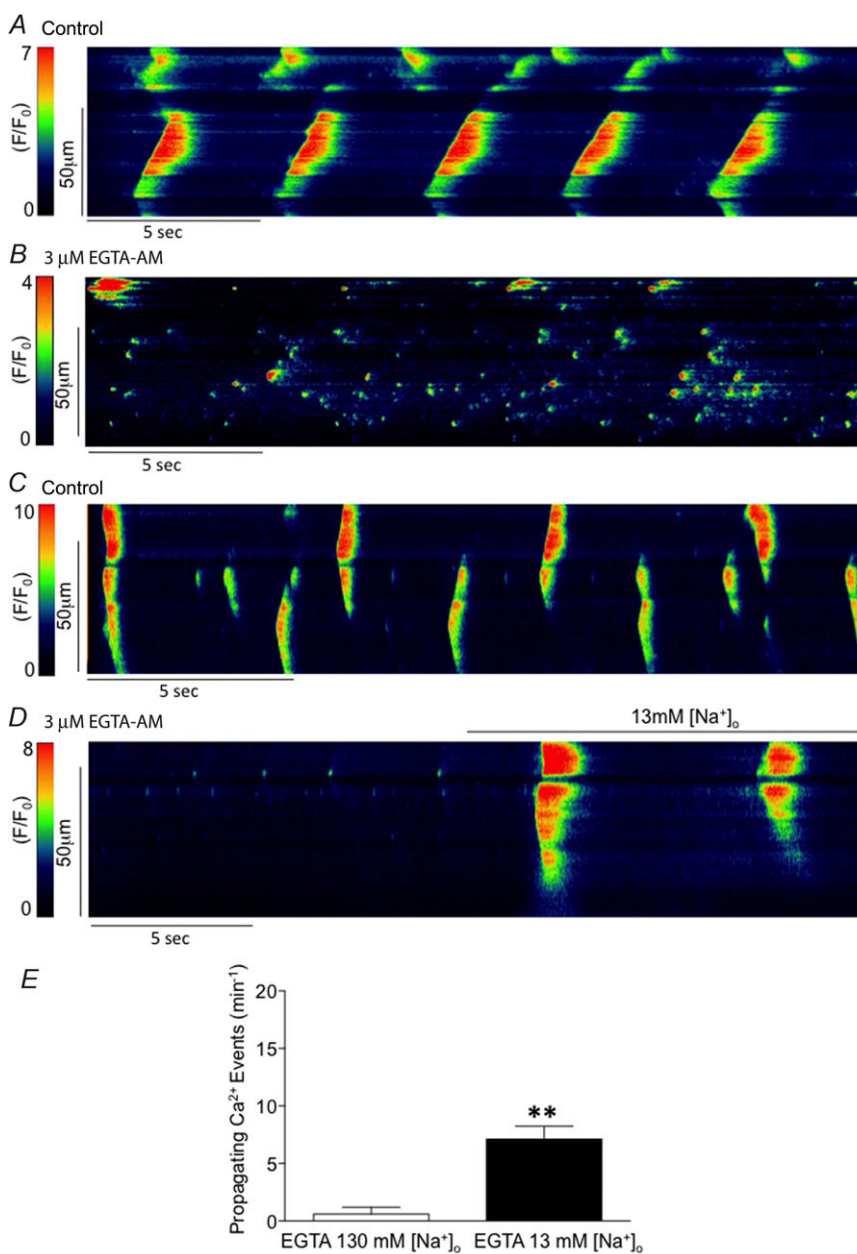 A Control
7
(F/F₀)
0
50µm
5 sec
B 3 µM EGTA-AM
4
(F/F₀)
0
50µm
5 sec
C Control
10
(F/F₀)
0
50µm
5 sec
D 3 µM EGTA-AM
13mM [Na⁺]ₒ
8
(F/F₀)
0
50µm
5 sec
E
Propagating Ca²⁺ Events (min⁻¹)
20
15
10
5
0
**
EGTA 130 mM [Na⁺]ₒ
EGTA 13 mM [Na⁺]ₒ